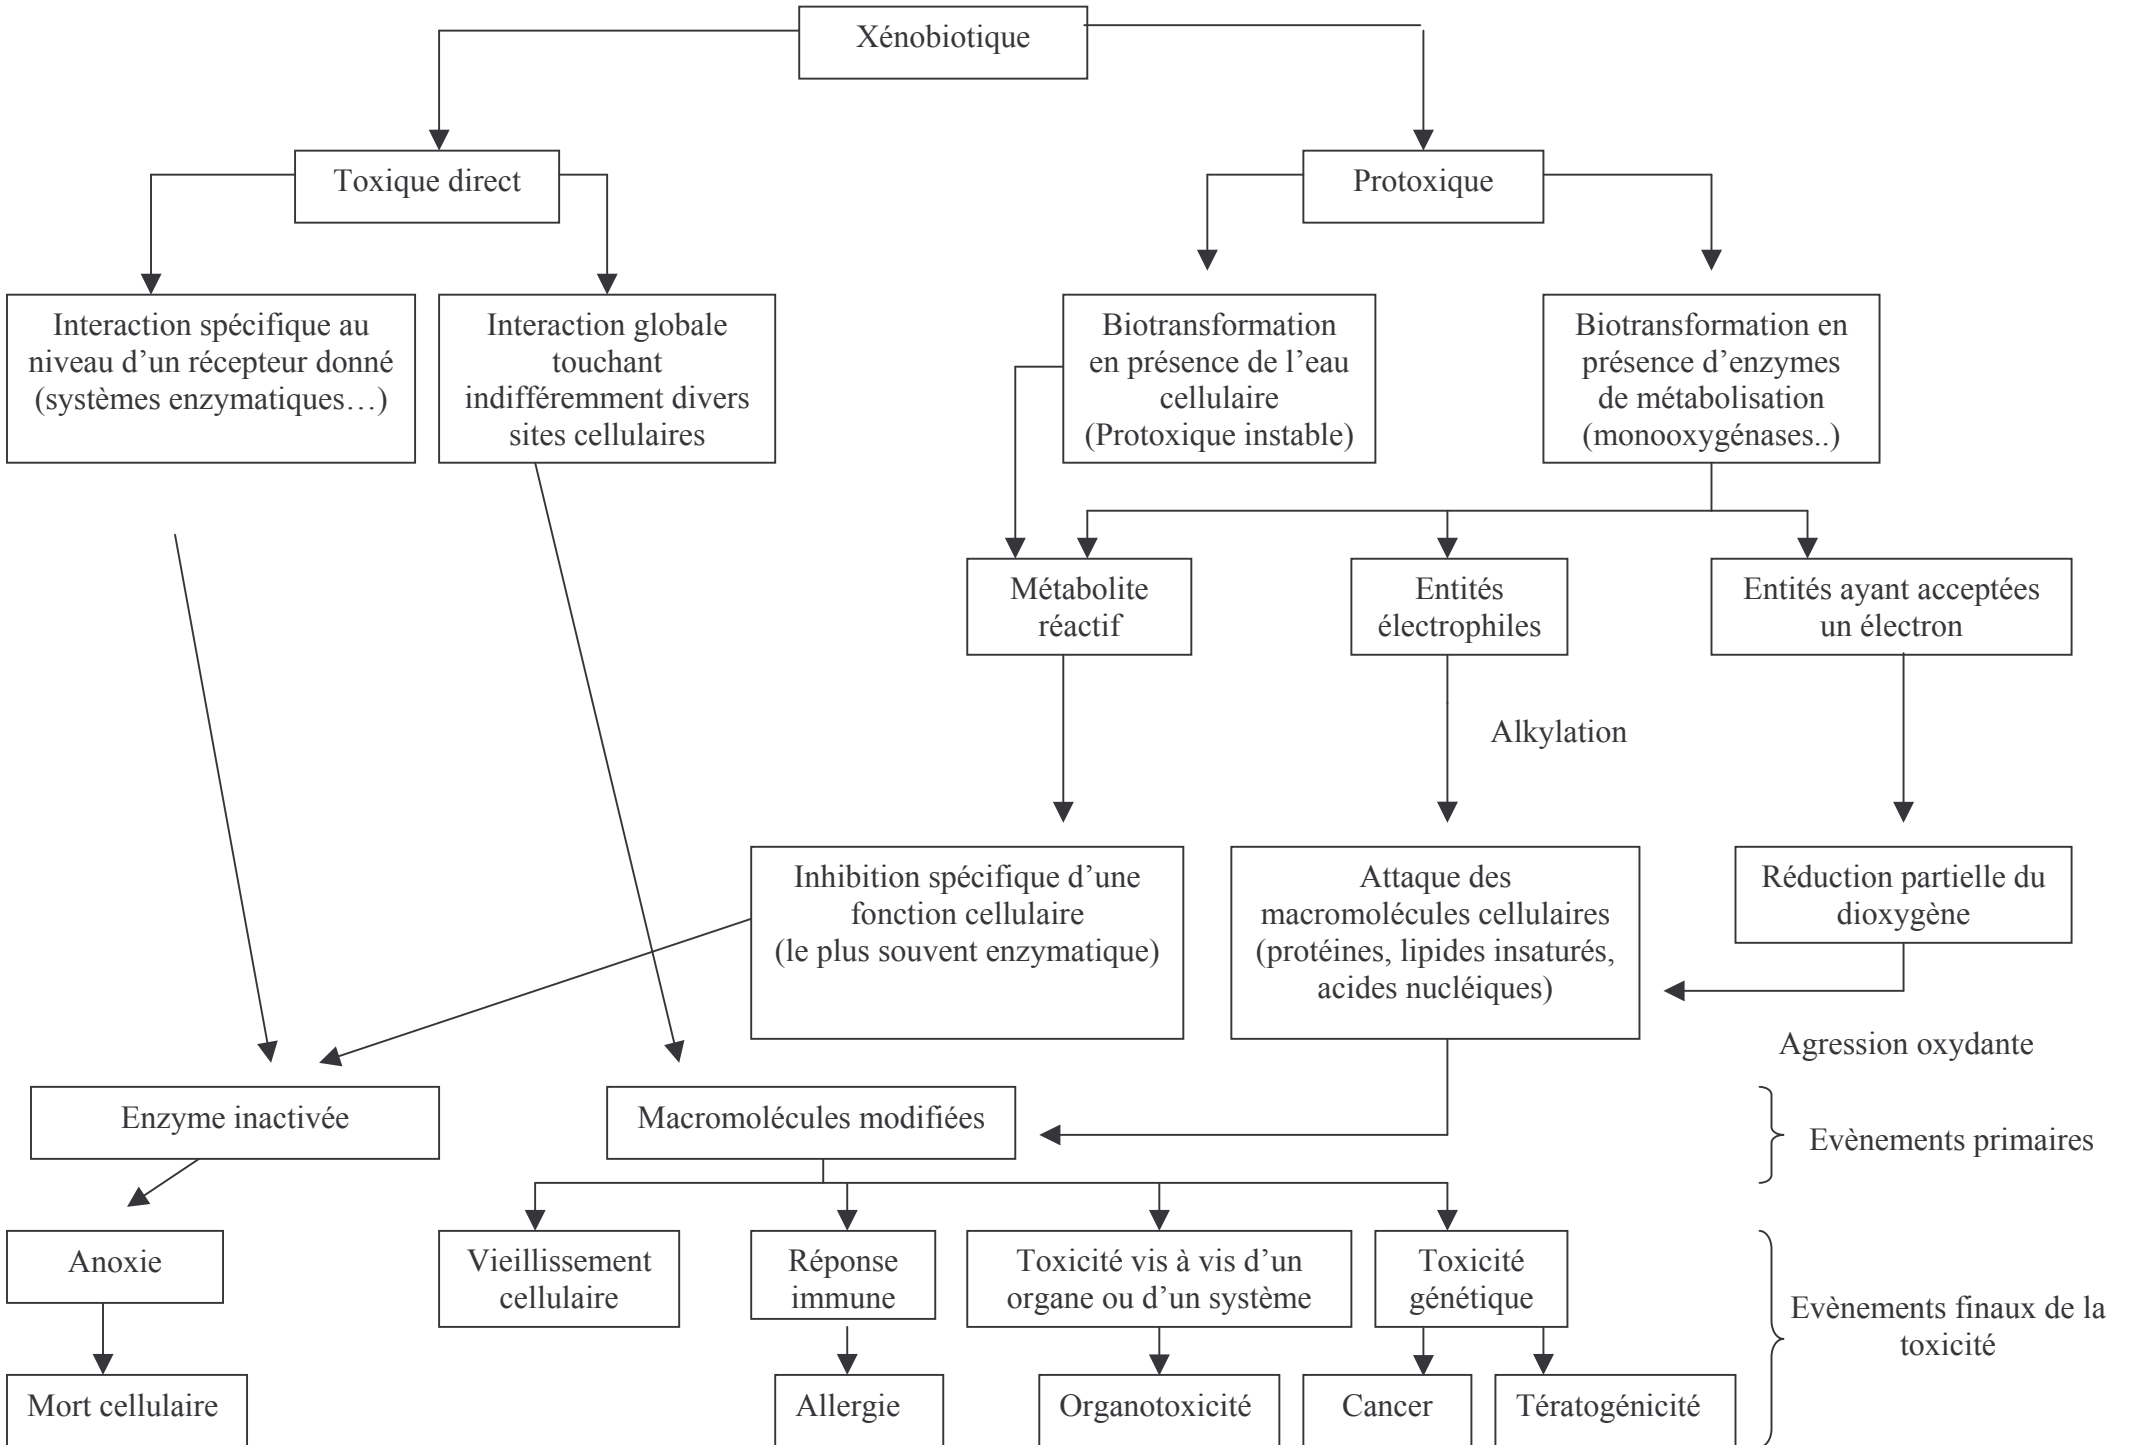 Xénobiotique
Toxique direct
Protoxique
Interaction spécifique au
niveau d’un récepteur donné
(systèmes enzymatiques…)
Interaction globale
touchant
indifféremment divers
sites cellulaires
Biotransformation
en présence de l’eau
cellulaire
(Protoxique instable)
Biotransformation en
présence d’enzymes
de métabolisation
(monooxygénases..)
Métabolite
réactif
Entités
électrophiles
Entités ayant acceptées
un électron
Alkylation
Inhibition spécifique d’une
fonction cellulaire
(le plus souvent enzymatique)
Attaque des
macromolécules cellulaires
(protéines, lipides insaturés,
acides nucléiques)
Réduction partielle du
dioxygène
Agression oxydante
Enzyme inactivée
Macromolécules modifiées
Evènements primaires
Anoxie
Vieillissement
cellulaire
Réponse
immune
Toxicité vis à vis d’un
organe ou d’un système
Toxicité
génétique
Evènements finaux de la
toxicité
Mort cellulaire
Allergie
Organotoxicité
Cancer
Tératogénicité